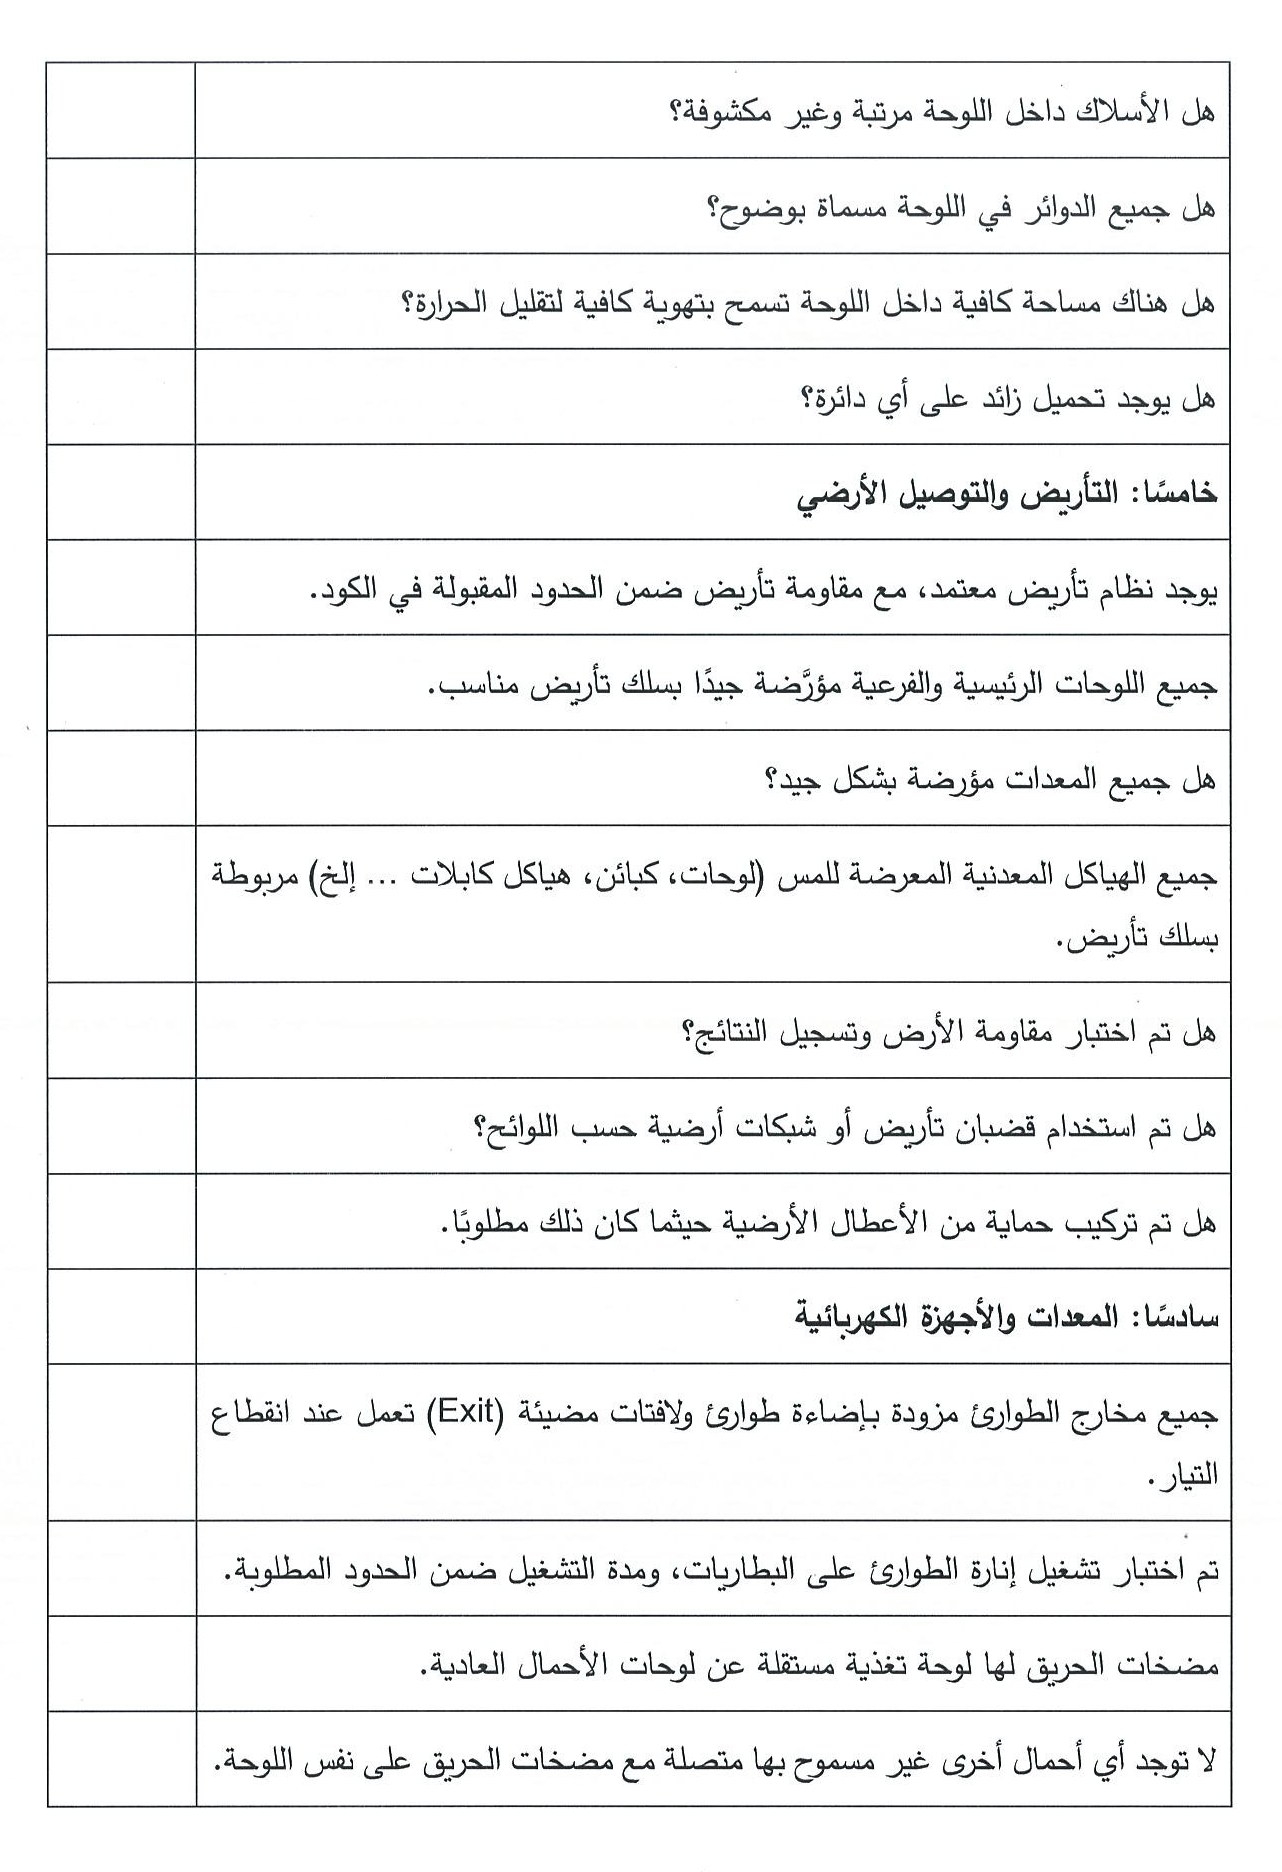 هل الأسلاك داخل اللوحة مرتبة وغير مكشوفة؟
هل جميع الدوائر في اللوحة مسماة بوضوح؟
هل هناك مساحة كافية داخل اللوحة تسمح بتهوية كافية لتقليل الحرارة؟
هل يوجد تحميل زائد على أي دائرة؟
خامسًا: التأريض والتوصيل الأرضي
يوجد نظام تأريض معتمد، مع مقاومة تأريض ضمن الحدود المقبولة في الكود.
جميع اللوحات الرئيسية والفرعية مؤرَّضة جيدًا بسلك تأريض مناسب.
هل جميع المعدات مؤرضة بشكل جيد؟
جميع الهياكل المعدنية المعرضة للمس (لوحات، كبائن، هياكل كابلات ... إلخ) مربوطة
بسلك تأريض.
هل تم اختبار مقاومة الأرض وتسجيل النتائج؟
هل تم استخدام قضبان تأريض أو شبكات أرضية حسب اللوائح؟
هل تم تركيب حماية من الأعطال الأرضية حيثما كان ذلك مطلوبًا.
سادسًا: المعدات والأجهزة الكهربائية
جميع مخارج الطوارئ مزودة بإضاءة طوارئ ولافتات مضيئة (Exit) تعمل عند انقطاع
التيار.
تم اختبار تشغيل إنارة الطوارئ على البطاريات، ومدة التشغيل ضمن الحدود المطلوبة.
مضخات الحريق لها لوحة تغذية مستقلة عن لوحات الأحمال العادية.
لا توجد أي أحمال أخرى غير مسموح بها متصلة مع مضخات الحريق على نفس اللوحة.